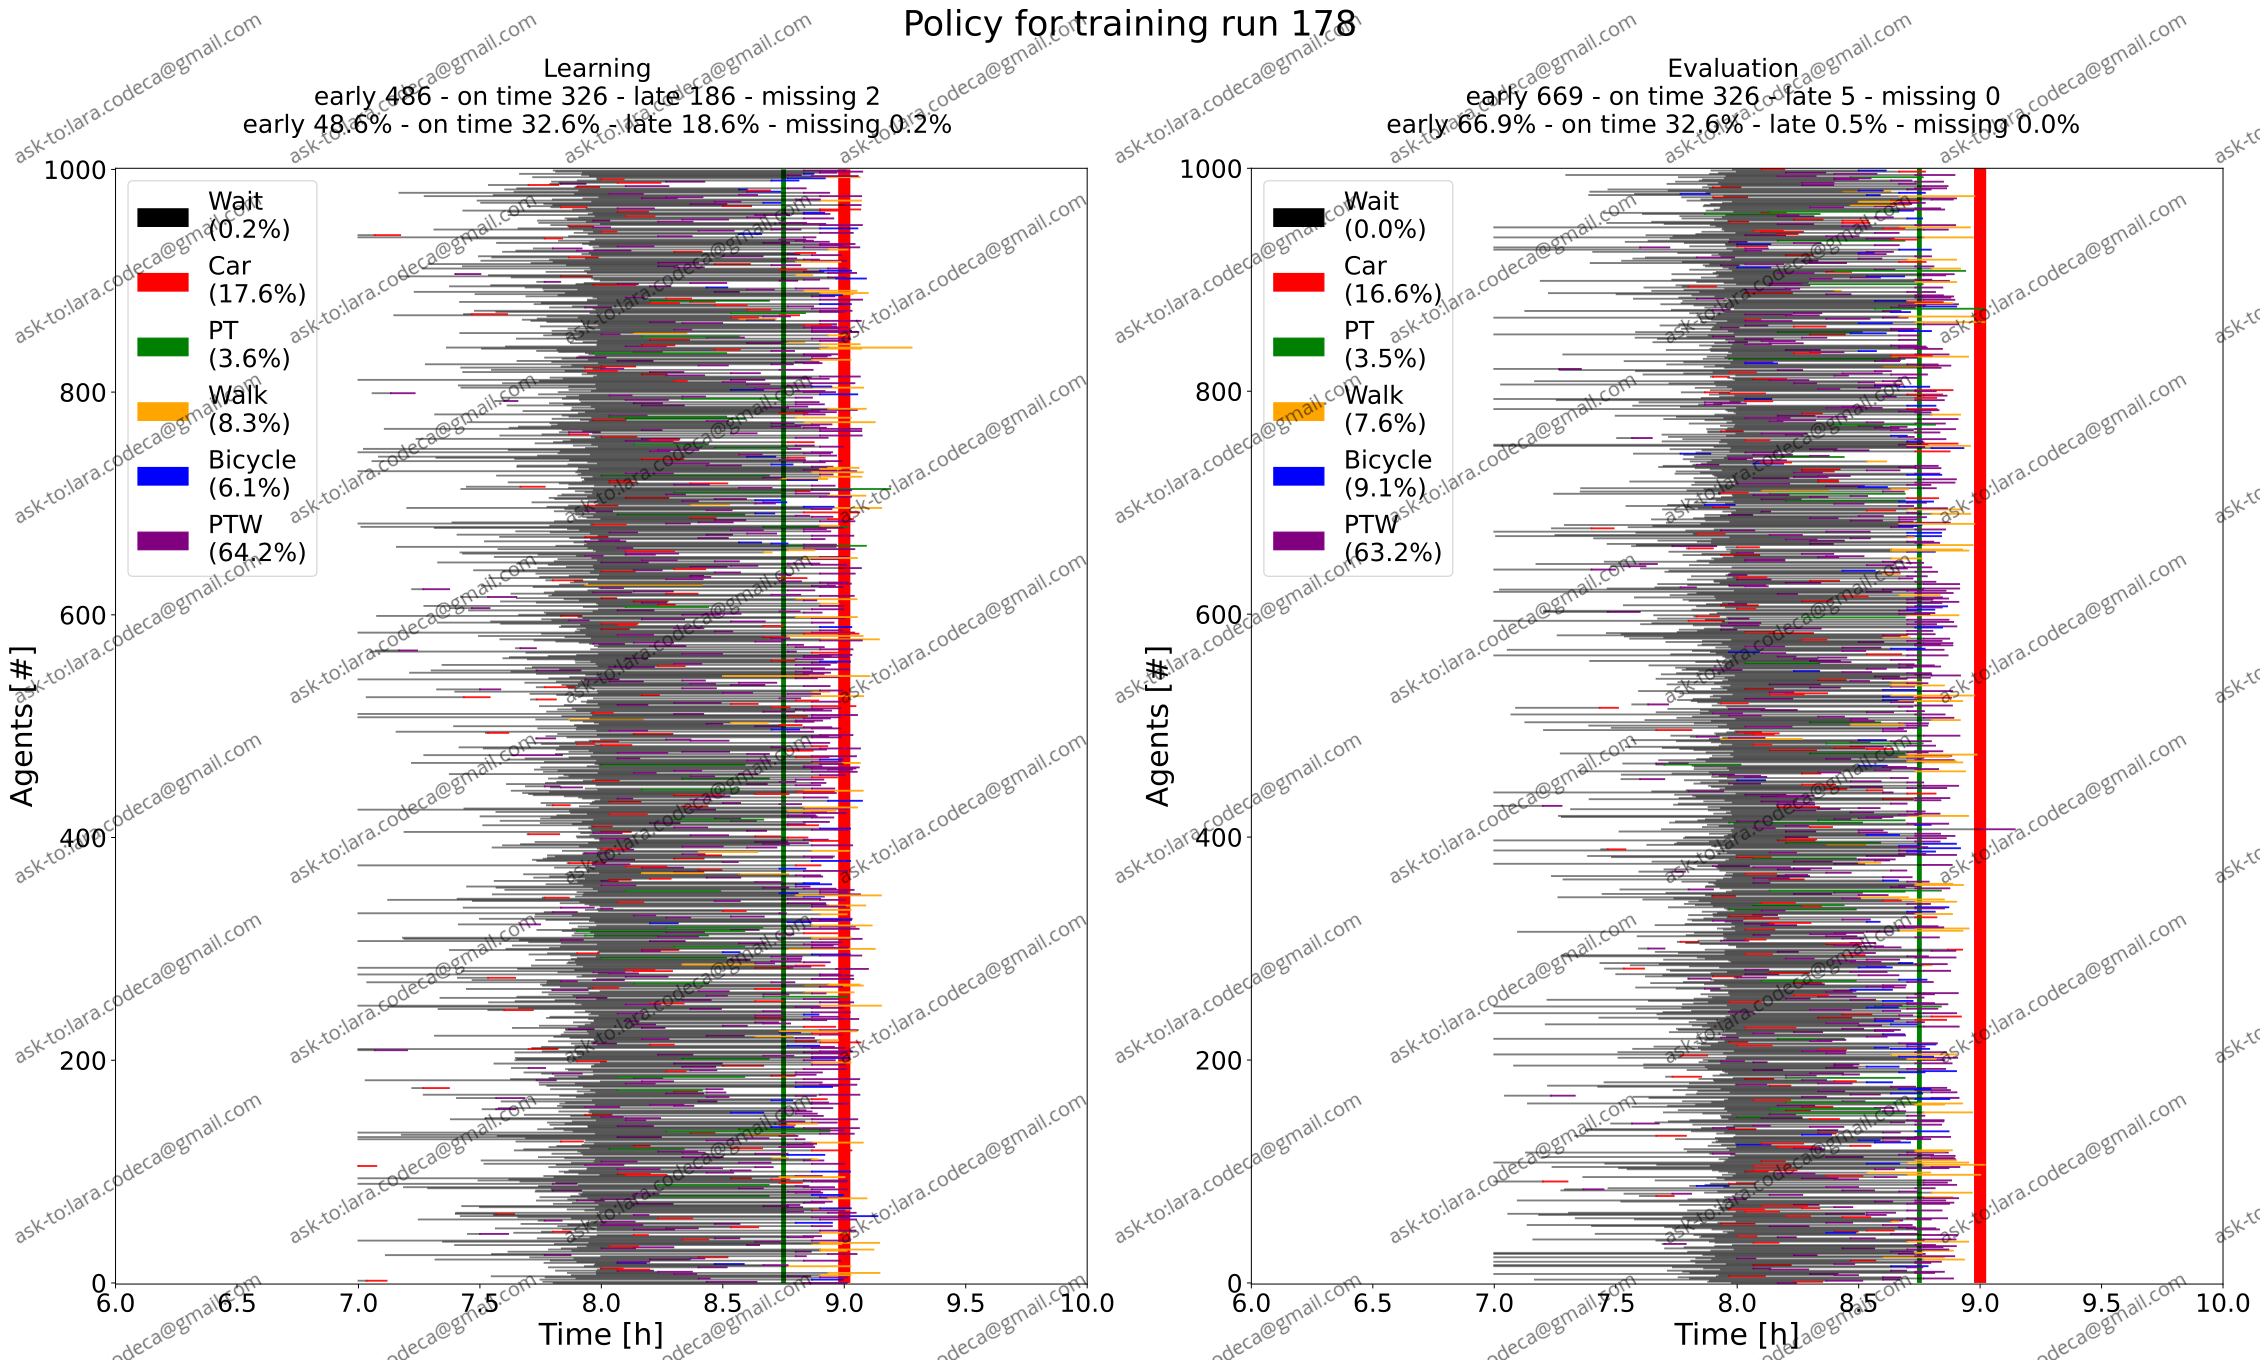 Policy for training run 178
Learning
early 486 - on time 326 - late 186 - missing 2
early 48.6% - on time 32.6% - late 18.6% - missing 0.2%
Evaluation
early 669 - on time 326 - late 5 - missing 0
early 66.9% - on time 32.6% - late 0.5% - missing 0.0%
Agents [#]
1000
800
600
400
200
0
Wait
(0.2%)
Car
(17.6%)
PT
(3.6%)
Walk
(8.3%)
Bicycle
(6.1%)
PTW
(64.2%)
6.0 6.5 7.0 7.5 8.0 8.5 9.0 9.5 10.0
Time [h]
Agents [#]
1000
800
600
400
200
0
Wait
(0.0%)
Car
(16.6%)
PT
(3.5%)
Walk
(7.6%)
Bicycle
(9.1%)
PTW
(63.2%)
6.0 6.5 7.0 7.5 8.0 8.5 9.0 9.5 10.0
Time [h]
ask-to:lara.codeca@gmail.com